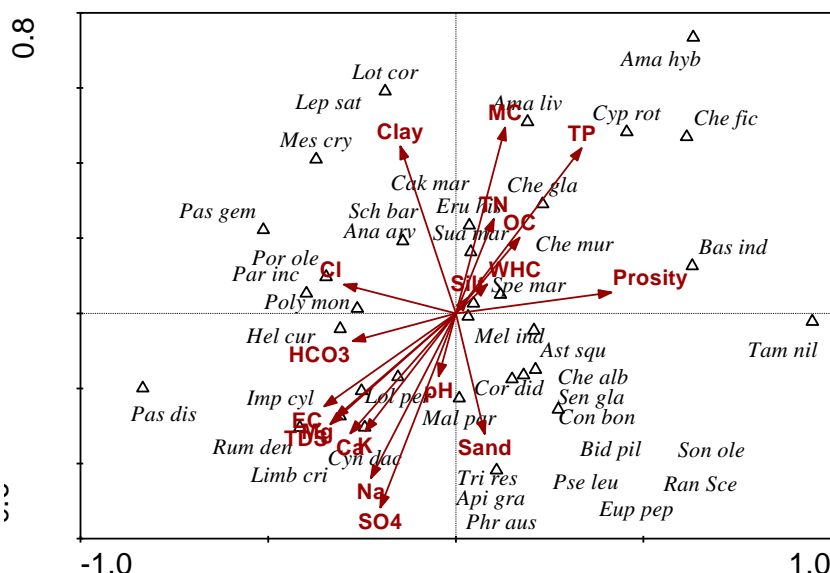 0.8
Ama hyb
Lot cor
Lep sat
Ama liv
MC
Cyp rot
Che fic
Clay
TP
Mes cry
Cak mar
Che gla
Pas gem
Sch bar
Eru his
TN
OC
Ana arv
Sua mar
Che mur
Bas ind
Por ole
Par inc
Cl
WHC
Silt
Spe mar
Prosity
Poly mon
Hel cur
Mel ind
Tam nil
HCO3
Ast squ
Pas dis
Imp cyl
Lol per
pH
Cor did
Che alb
Sen gla
EC
Mg
Mal par
Con bon
TDS
Ca
K
Rum den
Cyn dac
Sand
Bid pil
Son ole
Limb cri
Na
Tri res
Pse leu
Ran Sce
Api gra
SO4
Phr aus
Eup pep
-1.0
1.0